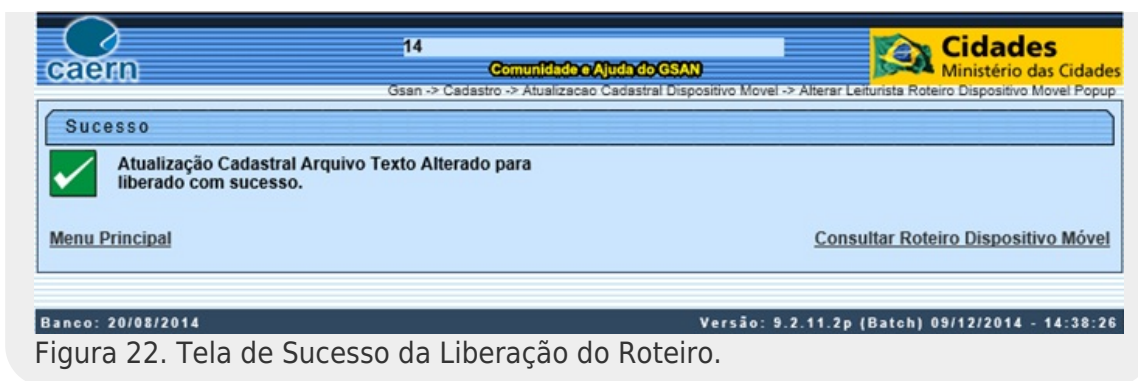 caern
14
Comunidade e Ajuda do GSAN
Cidades
Ministério das Cidades
Gsan -> Cadastro -> Atualizacao Cadastral Dispositivo Movel -> Alterar Leiturista Roteiro Dispositivo Movel Popup
Sucesso
Atualização Cadastral Arquivo Texto Alterado para
liberado com sucesso.
Menu Principal
Consultar Roteiro Dispositivo Móvel
Banco: 20/08/2014
Versão: 9.2.11.2p (Batch) 09/12/2014 - 14:38:26
Figura 22. Tela de Sucesso da Liberação do Roteiro.